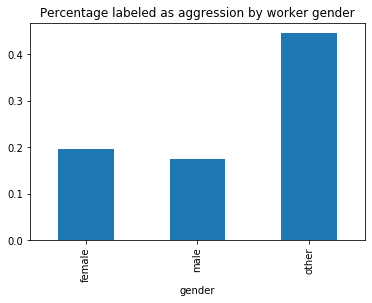 Percentage labeled as aggression by worker gender
0.4
0.3
0.2
0.1
0.0
female
male
other
gender